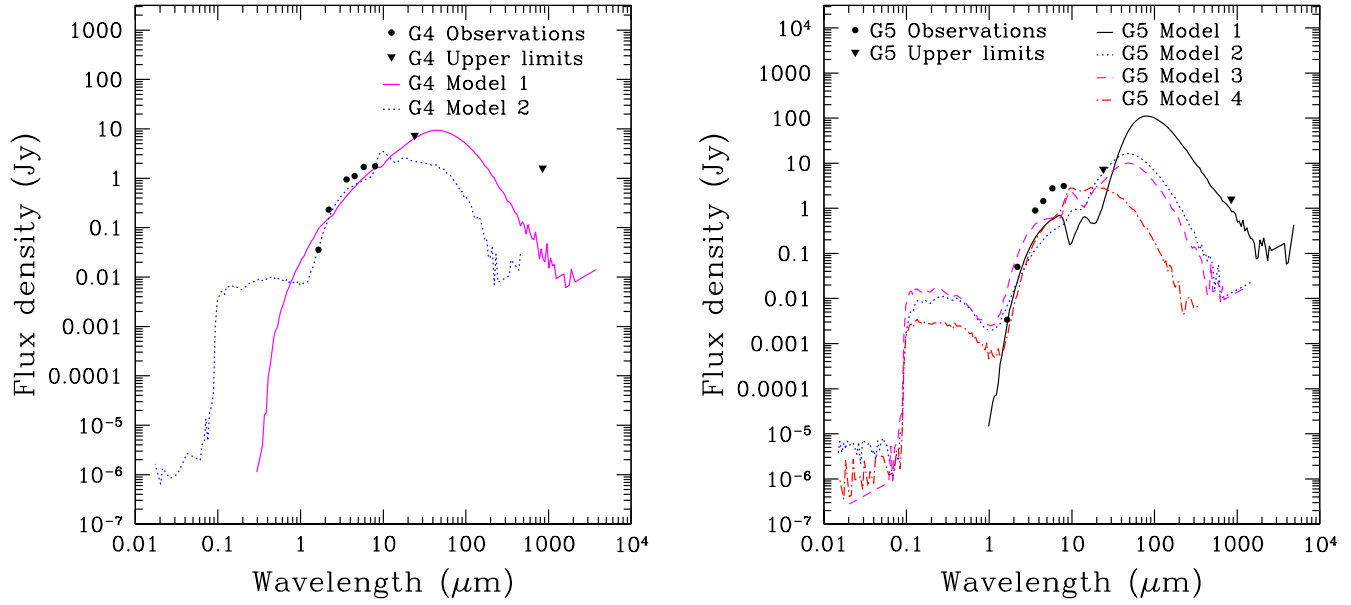 G4 Observations
G4 Upper limits
G4 Model 1
G4 Model 2
1000
100
10
1
0.1
0.01
0.001
0.0001
10⁻⁵
10⁻⁶
10⁻⁷
Flux density (Jy)
0.01 0.1 1 10 100 1000 10⁴
Wavelength (μm)
G5 Observations
G5 Upper limits
G5 Model 1
G5 Model 2
G5 Model 3
G5 Model 4
10⁴
1000
100
10
1
0.1
0.01
0.001
0.0001
10⁻⁵
10⁻⁶
10⁻⁷
Flux density (Jy)
0.01 0.1 1 10 100 1000 10⁴
Wavelength (μm)